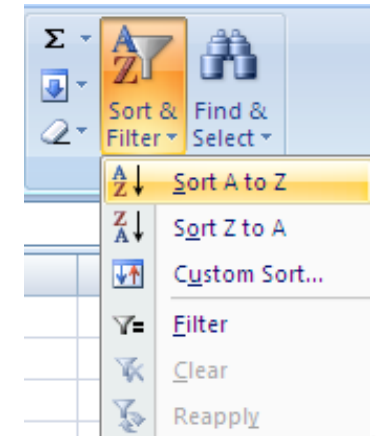 Σ
A
Z
Sort & Filter
Find & Select
A
Z
Sort A to Z
Z
A
Sort Z to A
Custom Sort...
Filter
Clear
Reapply